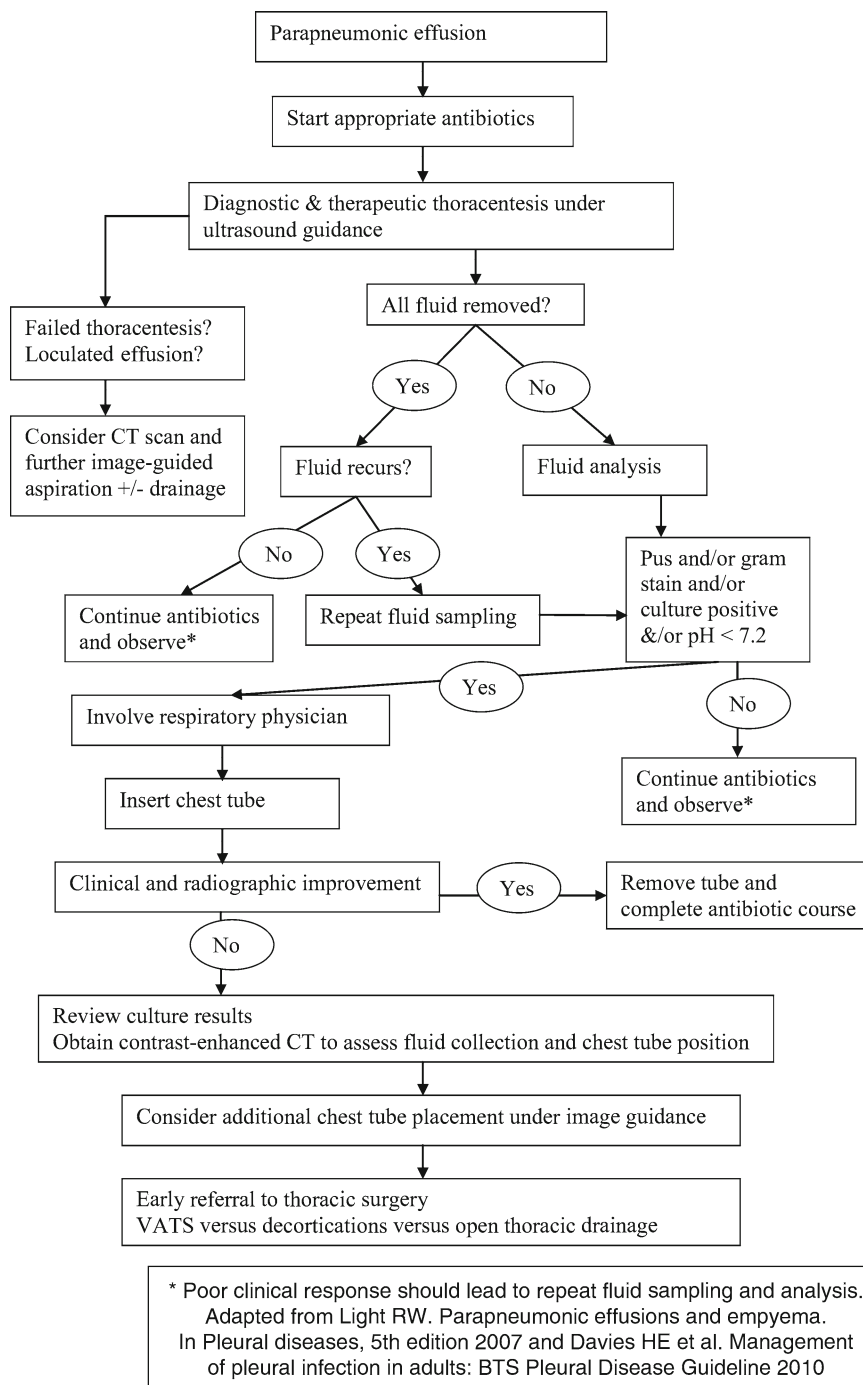 Parapneumonic effusion
Start appropriate antibiotics
Diagnostic & therapeutic thoracentesis under
ultrasound guidance
All fluid removed?
Failed thoracentesis?
Loculated effusion?
Yes
No
Consider CT scan and
further image-guided
aspiration +/- drainage
Fluid recurs?
Fluid analysis
No
Yes
Pus and/or gram
stain and/or
culture positive
&/or pH < 7.2
Continue antibiotics
and observe*
Repeat fluid sampling
Yes
No
Involve respiratory physician
Continue antibiotics
and observe*
Insert chest tube
Clinical and radiographic improvement
Yes
Remove tube and
complete antibiotic course
No
Review culture results
Obtain contrast-enhanced CT to assess fluid collection and chest tube position
Consider additional chest tube placement under image guidance
Early referral to thoracic surgery
VATS versus decortications versus open thoracic drainage
* Poor clinical response should lead to repeat fluid sampling and analysis.
Adapted from Light RW. Parapneumonic effusions and empyema.
In Pleural diseases, 5th edition 2007 and Davies HE et al. Management
of pleural infection in adults: BTS Pleural Disease Guideline 2010